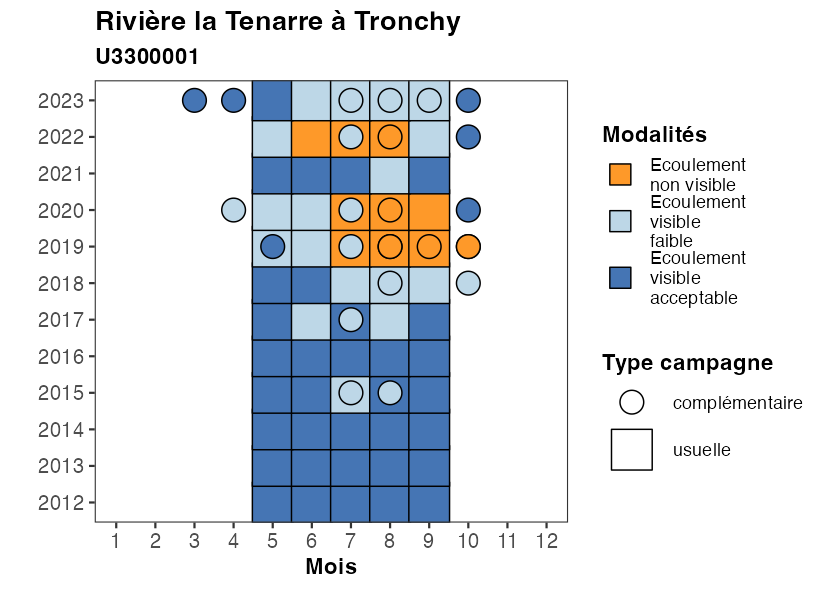 Rivière la Tenarre à Tronchy
U3300001
2023
2022
2021
2020
2019
2018
2017
2016
2015
2014
2013
2012
1 2 3 4 5 6 7 8 9 10 11 12
Mois
Modalités
Ecoulement
non visible
Ecoulement
visible
faible
Ecoulement
visible
acceptable
Type campagne
complémentaire
usuelle